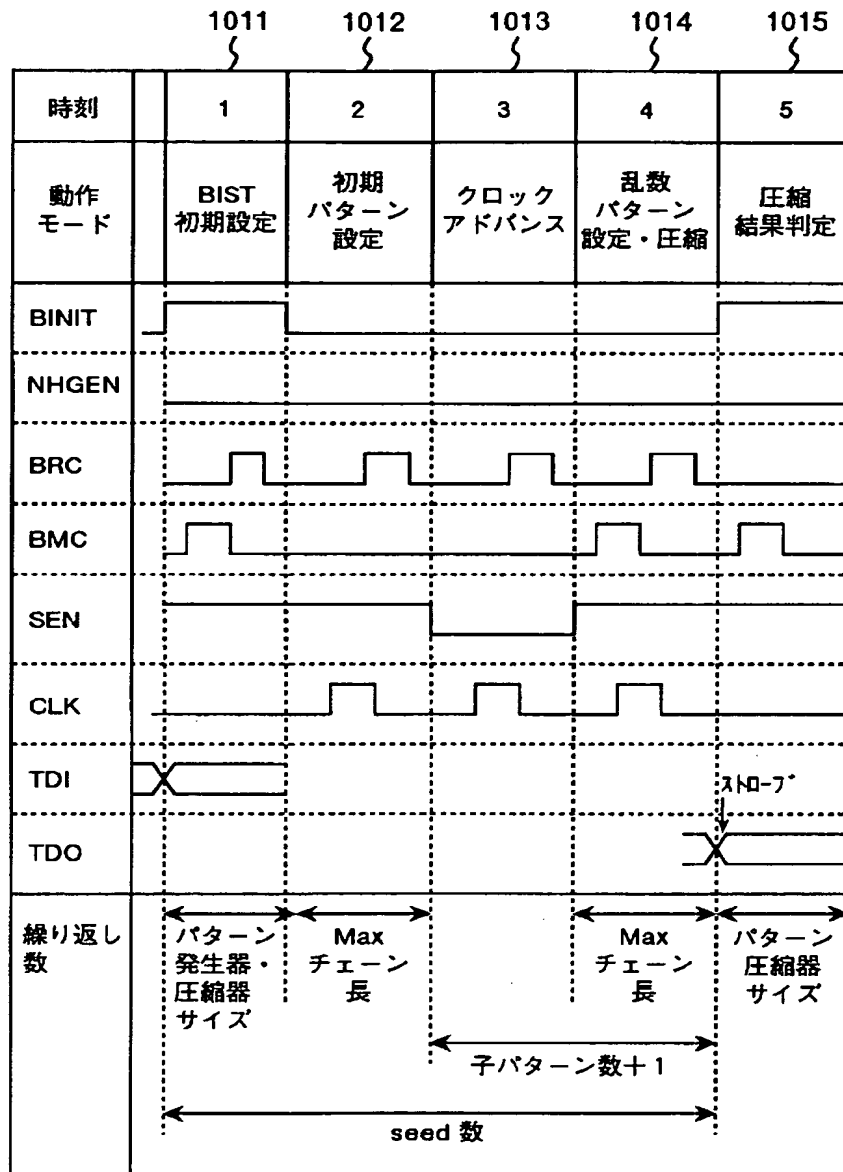 1011 1012 1013 1014 1015
時刻 1 2 3 4 5
動作
モード
BIST
初期設定
初期
パターン
設定
クロック
アドバンス
乱数
パターン
設定・圧縮
圧縮
結果判定
BINIT
NHGEN
BRC
BMC
SEN
CLK
TDI
ストローブ
TDO
繰り返し
数
パターン
発生器・
圧縮器
サイズ
Max
チェーン
長
Max
チェーン
長
パターン
圧縮器
サイズ
子パターン数＋1
seed 数